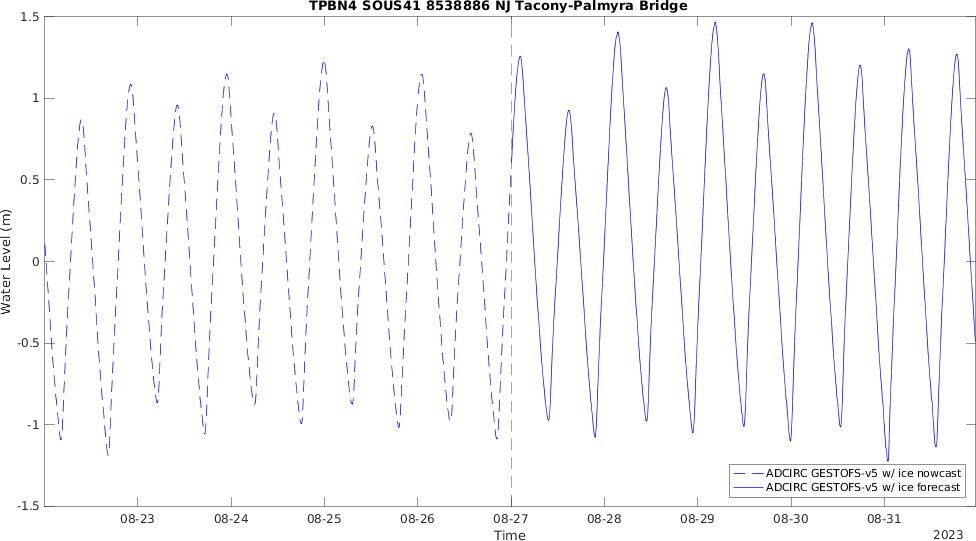 TPBN4 SOUS41 8538886 NJ Tacony-Palmyra Bridge
Water Level (m)
1.5
1
0.5
0
-0.5
-1
-1.5
ADCIRC GESTOFS-v5 w/ ice nowcast
ADCIRC GESTOFS-v5 w/ ice forecast
08-23 08-24 08-25 08-26 08-27 08-28 08-29 08-30 08-31
Time
2023